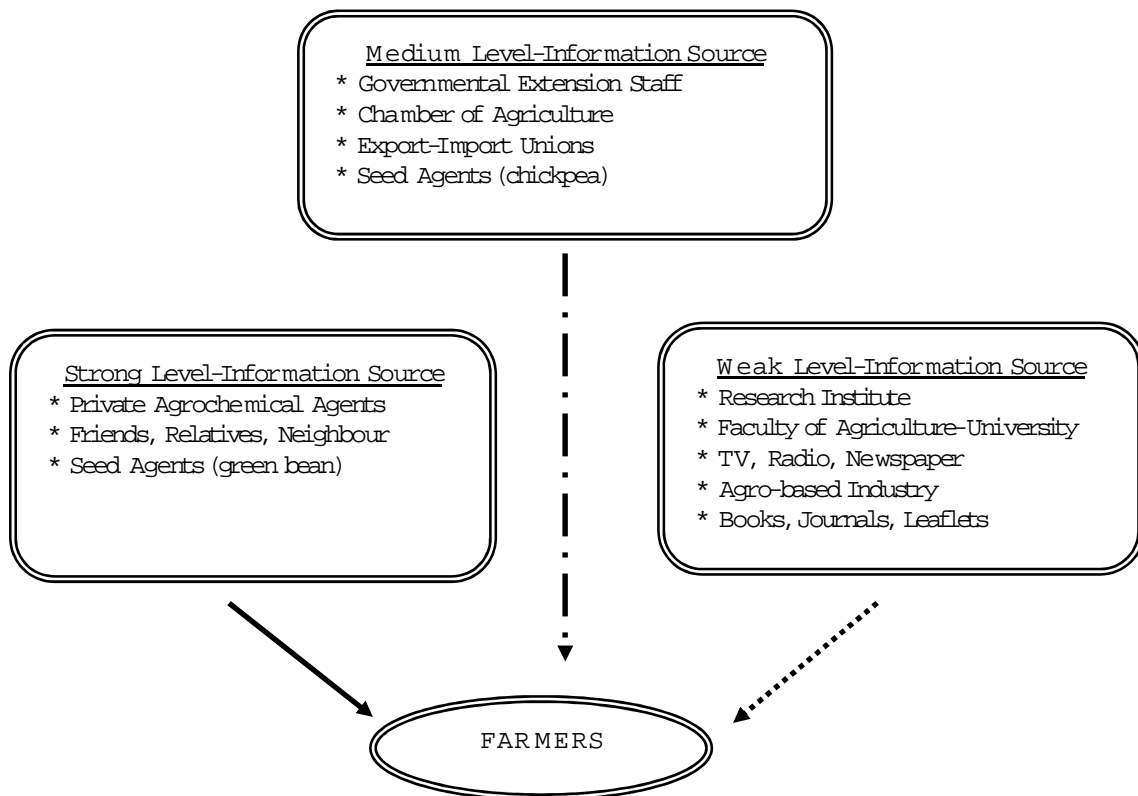 Medium Level-Information Source
* Governmental Extension Staff
* Chamber of Agriculture
* Export-Import Unions
* Seed Agents (chickpea)
Strong Level-Information Source
* Private Agrochemical Agents
* Friends, Relatives, Neighbour
* Seed Agents (green bean)
Weak Level-Information Source
* Research Institute
* Faculty of Agriculture-University
* TV, Radio, Newspaper
* Agro-based Industry
* Books, Journals, Leaflets
FARMERS